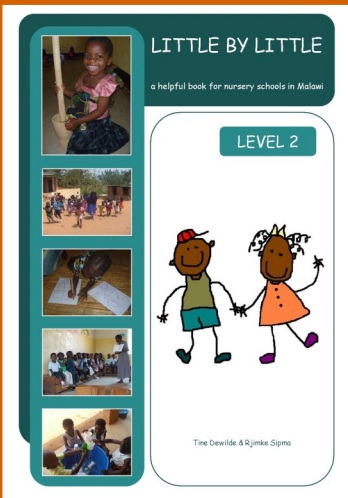 LITTLE BY LITTLE
a helpful book for nursery schools in Malawi
LEVEL 2
Tine Dewilde & Rjimke Sipma